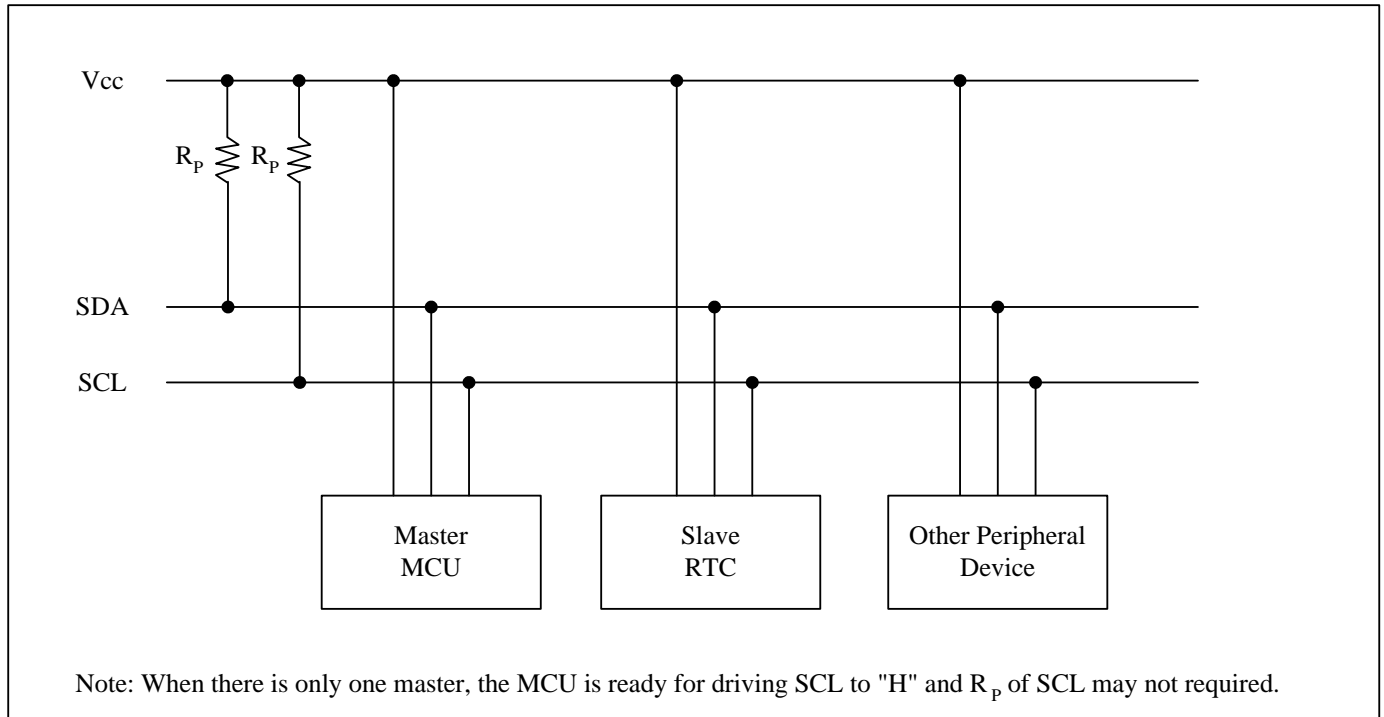 Vcc
R_P R_P
SDA
SCL
Master
MCU
Slave
RTC
Other Peripheral
Device
Note: When there is only one master, the MCU is ready for driving SCL to "H" and R_P of SCL may not required.